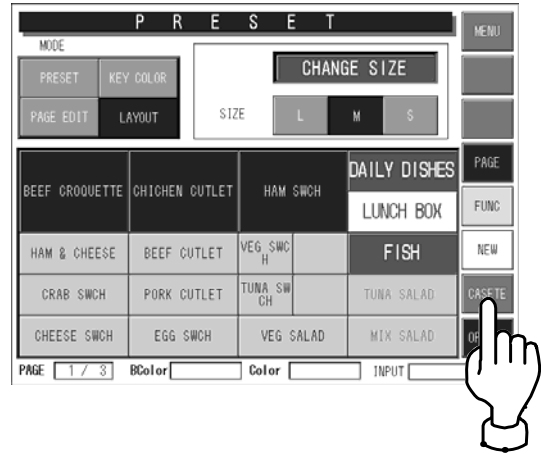 PRESET
MENU
MODE
PRESET KEY COLOR
CHANGE SIZE
PAGE EDIT LAYOUT
SIZE L M S
PAGE
BEEF CROQUETTE CHICHEN CUTLET HAM SWCH DAILY DISHES
LUNCH BOX
FUNC
HAM & CHEESE BEEF CUTLET VEG SWC
H
FISH
NEW
CRAB SWCH PORK CUTLET TUNA SW
CH
TUNA SALAD
CASETE
CHEESE SWCH EGG SWCH VEG SALAD MIX SALAD
PAGE 1 / 3 BColor Color INPUT